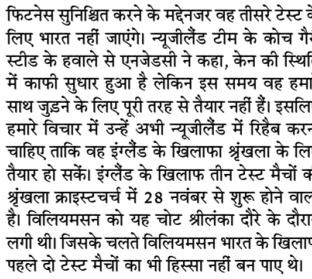 फिटनेस सुनिश्चित करने के मद्देनजर वह तीसरे टेस्ट के
लिए भारत नहीं जाएंगे। न्यूजीलैंड टीम के कोच गैर
स्टीड के हवाले से एनजेडसी ने कहा, केन की स्थि
में काफी सुधार हुआ है लेकिन इस समय वह हमा
साथ जुड़ने के लिए पूरी तरह से तैयार नहीं हैं। इसलि
हमारे विचार में उन्हें अभी न्यूजीलैंड में रिहैब करन
चाहिए ताकि वह इंग्लैंड के खिलाफ श्रृंखला के लि
तैयार हो सकें। इंग्लैंड के खिलाफ तीन टेस्ट मैचों क
श्रृंखला क्राइस्टचर्च में 28 नवंबर से शुरू होने वाल
है। विलियमसन को यह चोट श्रीलंका दौरे के दौरा
लगी थी। जिसके चलते विलियमसन भारत के खिलाफ
पहले दो टेस्ट मैचों का भी हिस्सा नहीं बन पाए थे।